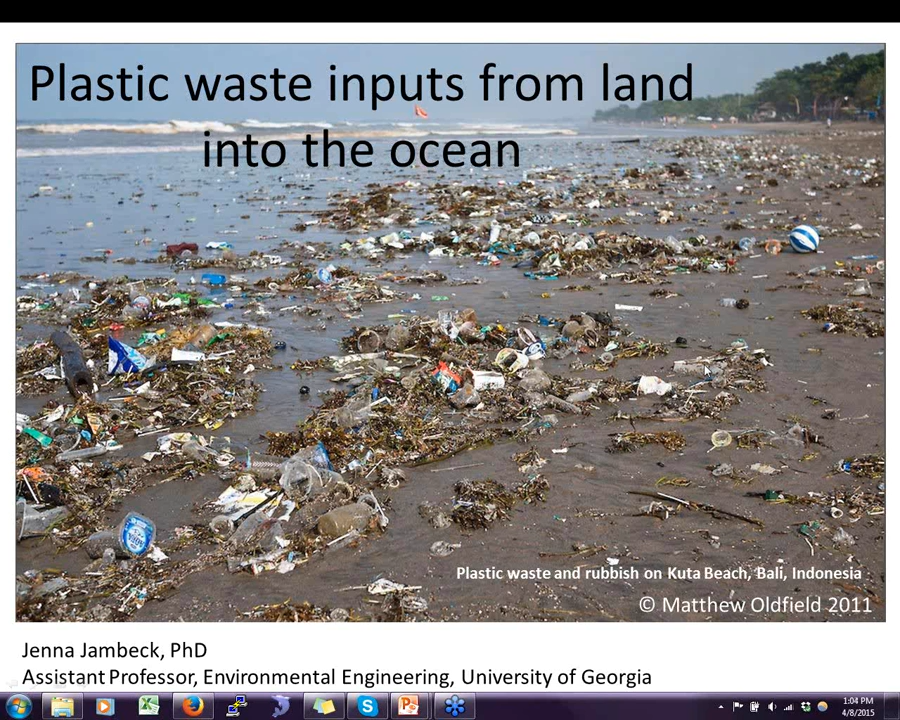 Plastic waste inputs from land
into the ocean
Plastic waste and rubbish on Kuta Beach, Bali, Indonesia
© Matthew Oldfield 2011
Jenna Jambeck, PhD
Assistant Professor, Environmental Engineering, University of Georgia
1:04 PM
4/8/2015